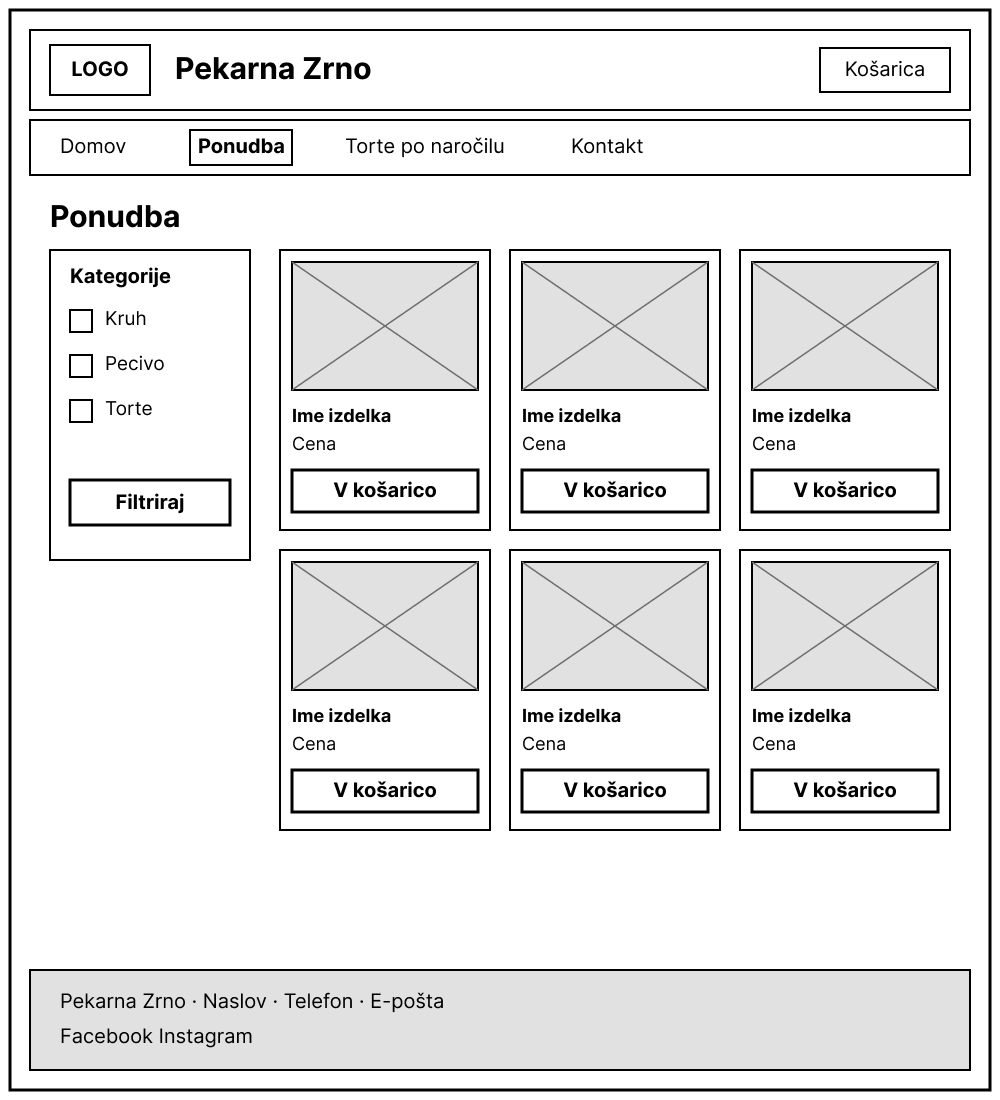 LOGO
Pekarna Zrno
Košarica
Domov
Ponudba
Torte po naročilu
Kontakt
Ponudba
Kategorije
Kruh
Pecivo
Torte
Filtriraj
Ime izdelka
Cena
V košarico
Ime izdelka
Cena
V košarico
Ime izdelka
Cena
V košarico
Ime izdelka
Cena
V košarico
Ime izdelka
Cena
V košarico
Ime izdelka
Cena
V košarico
Pekarna Zrno · Naslov · Telefon · E-pošta
Facebook Instagram